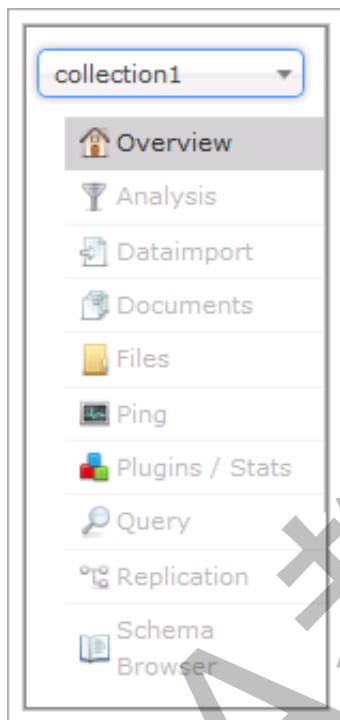 collection1
Overview
Analysis
Dataimport
Documents
Files
Ping
Plugins / Stats
Query
Replication
Schema
Browser